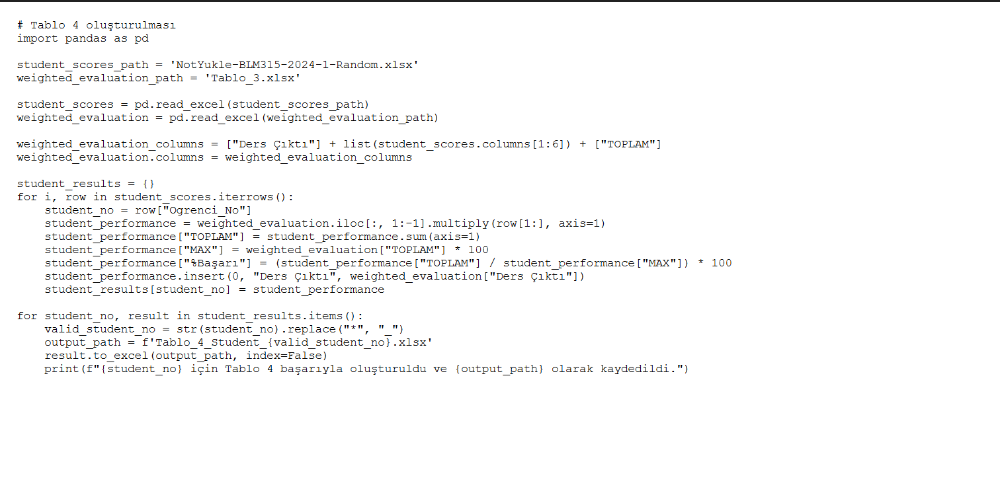 # Tablo 4 oluşturulması
import pandas as pd
student_scores_path = 'NotYukle-BLM315-2024-1-Random.xlsx'
weighted_evaluation_path = 'Tablo_3.xlsx'
student_scores = pd.read_excel(student_scores_path)
weighted_evaluation = pd.read_excel(weighted_evaluation_path)
weighted_evaluation_columns = ["Ders Çıktı"] + list(student_scores.columns[1:6]) + ["TOPLAM"]
weighted_evaluation.columns = weighted_evaluation_columns
student_results = {}
for i, row in student_scores.iterrows():
    student_no = row["Ogrenci_No"]
    student_performance = weighted_evaluation.iloc[:, 1:-1].multiply(row[1:], axis=1)
    student_performance["TOPLAM"] = student_performance.sum(axis=1)
    student_performance["MAX"] = weighted_evaluation["TOPLAM"] * 100
    student_performance["%Başarı"] = (student_performance["TOPLAM"] / student_performance["MAX"]) * 100
    student_performance.insert(0, "Ders Çıktı", weighted_evaluation["Ders Çıktı"])
    student_results[student_no] = student_performance
for student_no, result in student_results.items():
    valid_student_no = str(student_no).replace("*", "_")
    output_path = f'Tablo_4_Student_{valid_student_no}.xlsx'
    result.to_excel(output_path, index=False)
    print(f"{student_no} için Tablo 4 başarıyla oluşturuldu ve {output_path} olarak kaydedildi.")